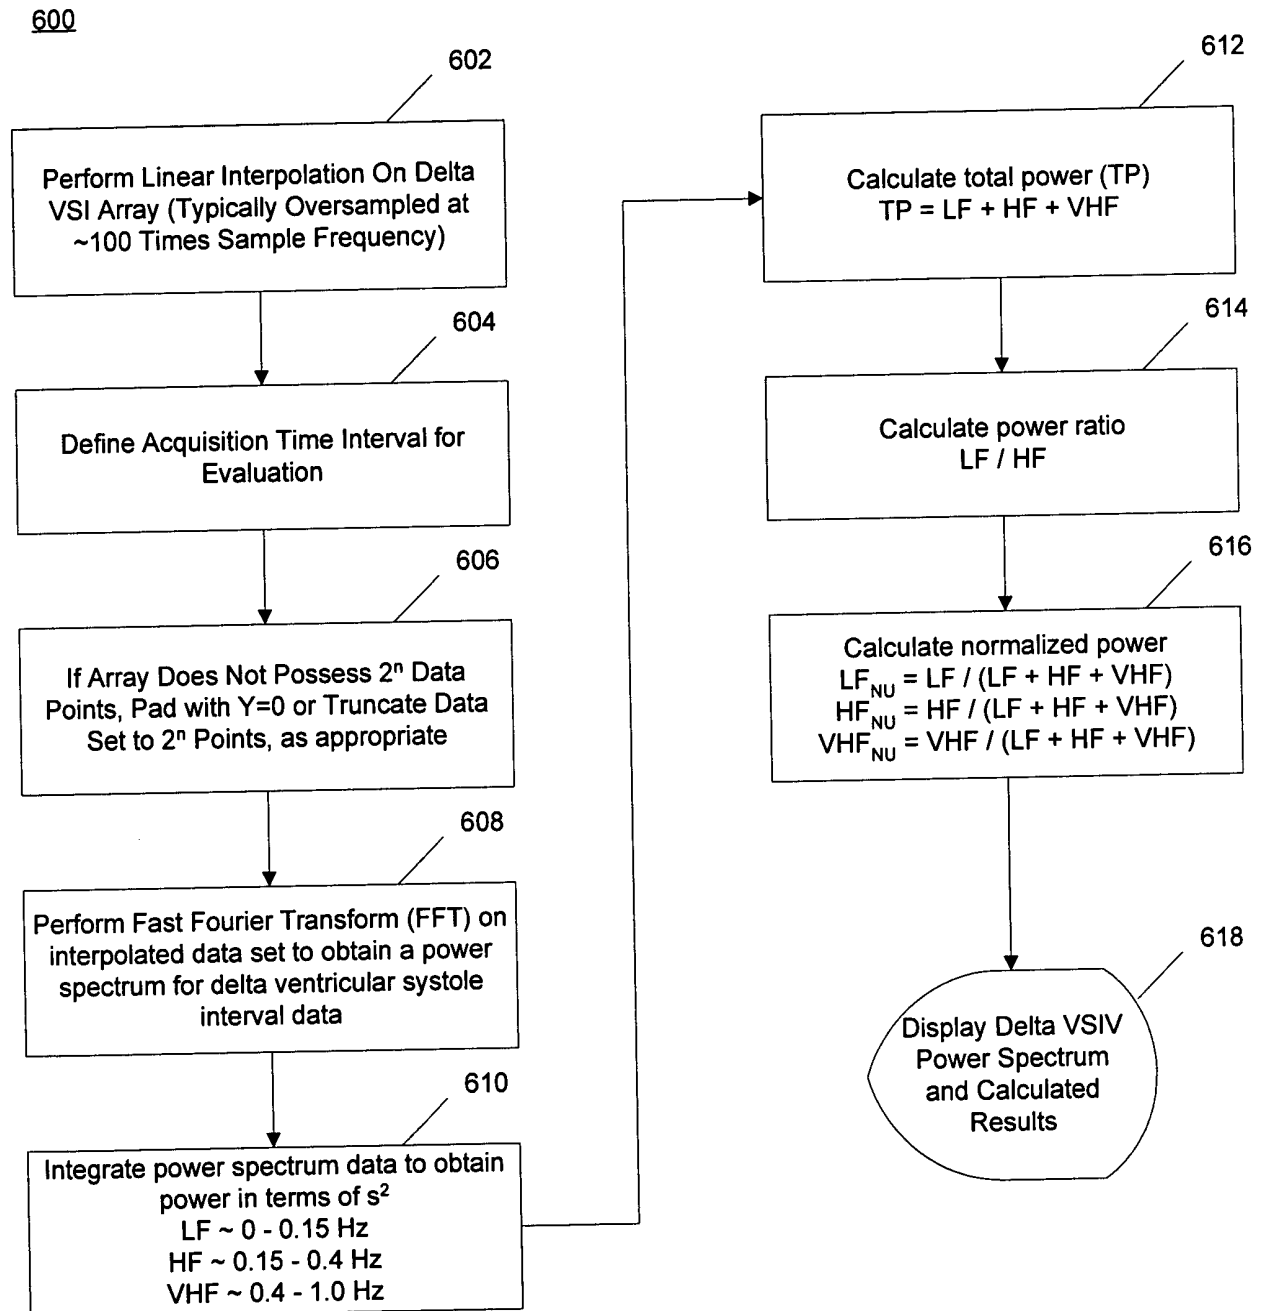 600
602
Perform Linear Interpolation On Delta
VSI Array (Typically Oversampled at
~100 Times Sample Frequency)
604
Define Acquisition Time Interval for
Evaluation
606
If Array Does Not Possess 2ⁿ Data
Points, Pad with Y=0 or Truncate Data
Set to 2ⁿ Points, as appropriate
608
Perform Fast Fourier Transform (FFT) on
interpolated data set to obtain a power
spectrum for delta ventricular systole
interval data
610
Integrate power spectrum data to obtain
power in terms of s²
LF ~ 0 - 0.15 Hz
HF ~ 0.15 - 0.4 Hz
VHF ~ 0.4 - 1.0 Hz
612
Calculate total power (TP)
TP = LF + HF + VHF
614
Calculate power ratio
LF / HF
616
Calculate normalized power
LF_NU = LF / (LF + HF + VHF)
HF_NU = HF / (LF + HF + VHF)
VHF_NU = VHF / (LF + HF + VHF)
618
Display Delta VSIV
Power Spectrum
and Calculated
Results